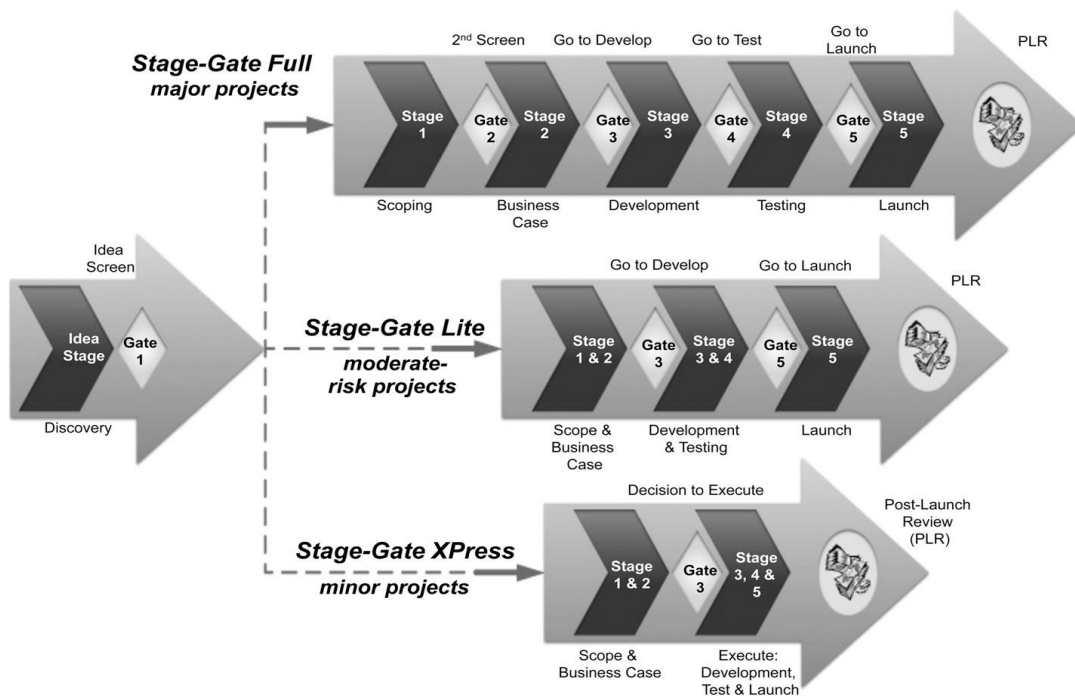 Idea
Screen
Idea
Stage
Gate
1
Discovery
Stage-Gate Full
major projects
2nd Screen
Go to Develop
Go to Test
Go to
Launch
PLR
Stage
1
Gate
2
Stage
2
Gate
3
Stage
3
Gate
4
Stage
4
Gate
5
Stage
5
Scoping
Business
Case
Development
Testing
Launch
Stage-Gate Lite
moderate-
risk projects
Go to Develop
Go to Launch
PLR
Stage
1 & 2
Gate
3
Stage
3 & 4
Gate
5
Stage
5
Scope &
Business
Case
Development
& Testing
Launch
Stage-Gate XPress
minor projects
Decision to Execute
Post-Launch
Review
(PLR)
Stage
1 & 2
Gate
3
Stage
3, 4 &
5
Scope &
Business Case
Execute:
Development,
Test & Launch